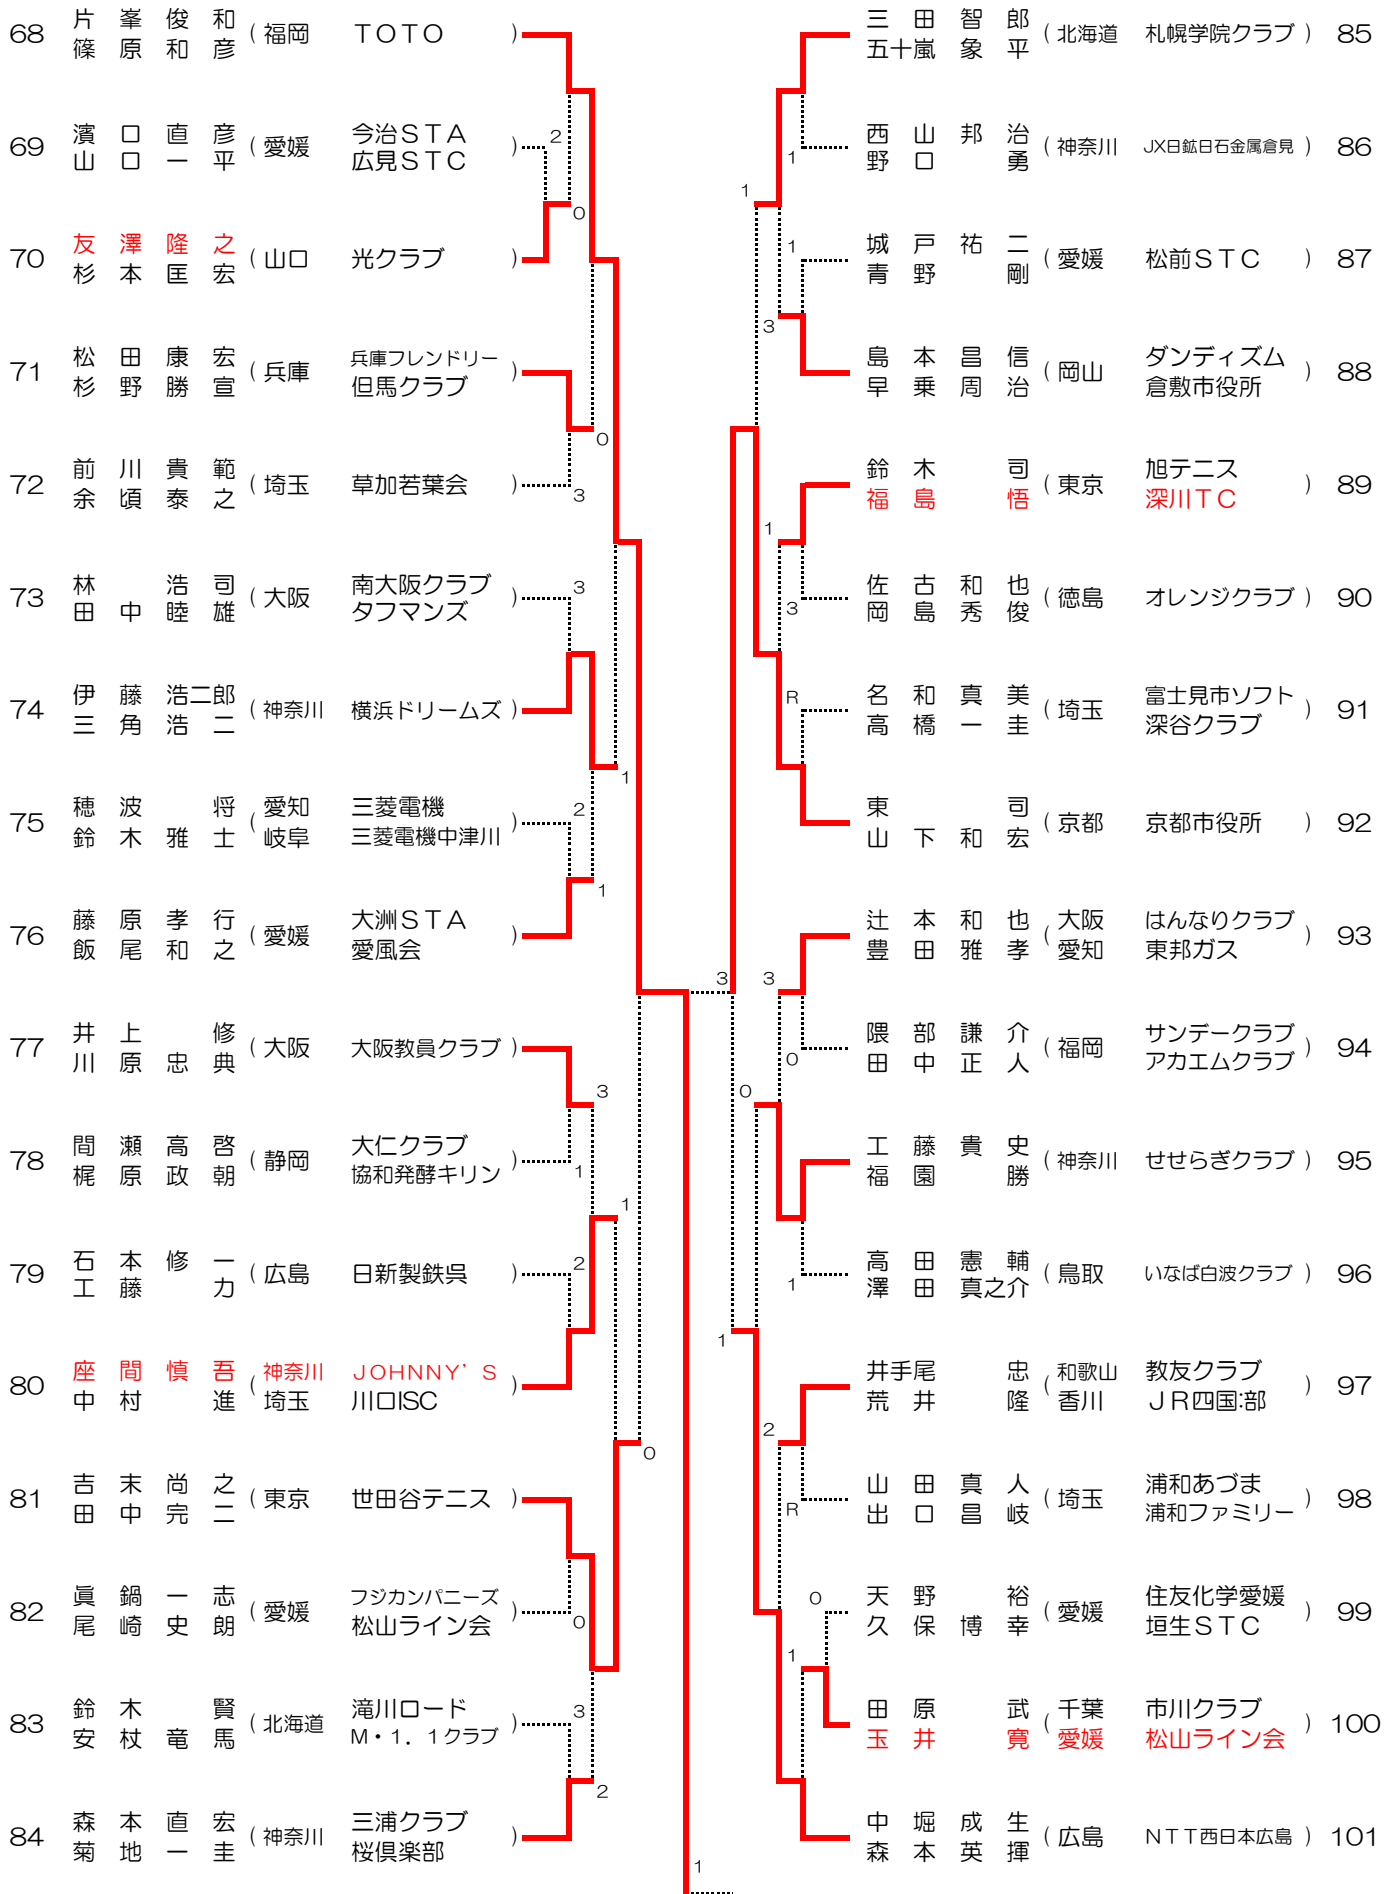 68 片峯俊和 (福岡 TOTO)
篠原和彦
2
69 濱口直彦 (愛媛 今治STA
山口一平 広見STC)
0
70 友澤隆之 (山口 光クラブ)
杉本匡宏
71 松田康宏 (兵庫 兵庫フレンドリー
杉野勝宣 但馬クラブ)
0
72 前川貴範 (埼玉 草加若葉会)
余頃泰之
3
73 林浩司 (大阪 南大阪クラブ
田中睦雄 タフマンズ)
3
74 伊藤浩二郎 (神奈川 横浜ドリームズ)
三角浩二
1
75 穂波将 (愛知 三菱電機
鈴木雅士 岐阜 三菱電機中津川)
2
1
76 藤原孝行 (愛媛 大洲STA
飯尾和之 愛風会)
77 井上修 (大阪 大阪教員クラブ)
川原忠典
3
78 間瀬高啓 (静岡 大仁クラブ
梶原政朝 協和発酵キリン)
1
1
79 石本修一 (広島 日新製鉄呉)
工藤力
2
80 座間慎吾 (神奈川 JOHNNY'S
中村進 埼玉 川口ISC)
0
81 吉末尚之 (東京 世田谷テニス)
田中完二
82 眞鍋一志 (愛媛 フジカンパニーズ
尾崎史朗 松山ライン会)
0
83 鈴木賢 (北海道 滝川ロード
安杖竜馬 M・1.1クラブ)
3
2
84 森本直宏 (神奈川 三浦クラブ
菊地一圭 桜倶楽部)
1
三田智郎 (北海道 札幌学院クラブ) 85
五十嵐象平
西山邦治 (神奈川 JX日鉱日石金属倉見) 86
野口勇
1
1
城戸祐二 (愛媛 松前STC) 87
青野剛
1
3
島本昌信 (岡山 ダンディズム
早乗周治 倉敷市役所) 88
鈴木司 (東京 旭テニス
福島悟 深川TC) 89
1
佐古和也 (徳島 オレンジクラブ) 90
岡島秀俊
3
名和真美 (埼玉 富士見市ソフト
高橋一圭 深谷クラブ) 91
R
東司 (京都 京都市役所) 92
山下和宏
辻本和也 (大阪 はんなりクラブ
豊田雅孝 愛知 東邦ガス) 93
3
3
隈部謙介 (福岡 サンデークラブ
田中正人 アカエムクラブ) 94
0
0
工藤貴史 (神奈川 せせらぎクラブ) 95
福園勝
高田憲輔 (鳥取 いなば白波クラブ) 96
澤田真之介
1
1
井手尾忠 (和歌山 教友クラブ
荒井隆 香川 JR四国:部) 97
2
山田真人 (埼玉 浦和あづま
出口昌岐 浦和ファミリー) 98
R
天野裕 (愛媛 住友化学愛媛
久保博幸 垣生STC) 99
0
1
田原武 (千葉 市川クラブ
玉井寛 愛媛 松山ライン会) 100
中堀成生 (広島 NTT西日本広島) 101
森本英揮